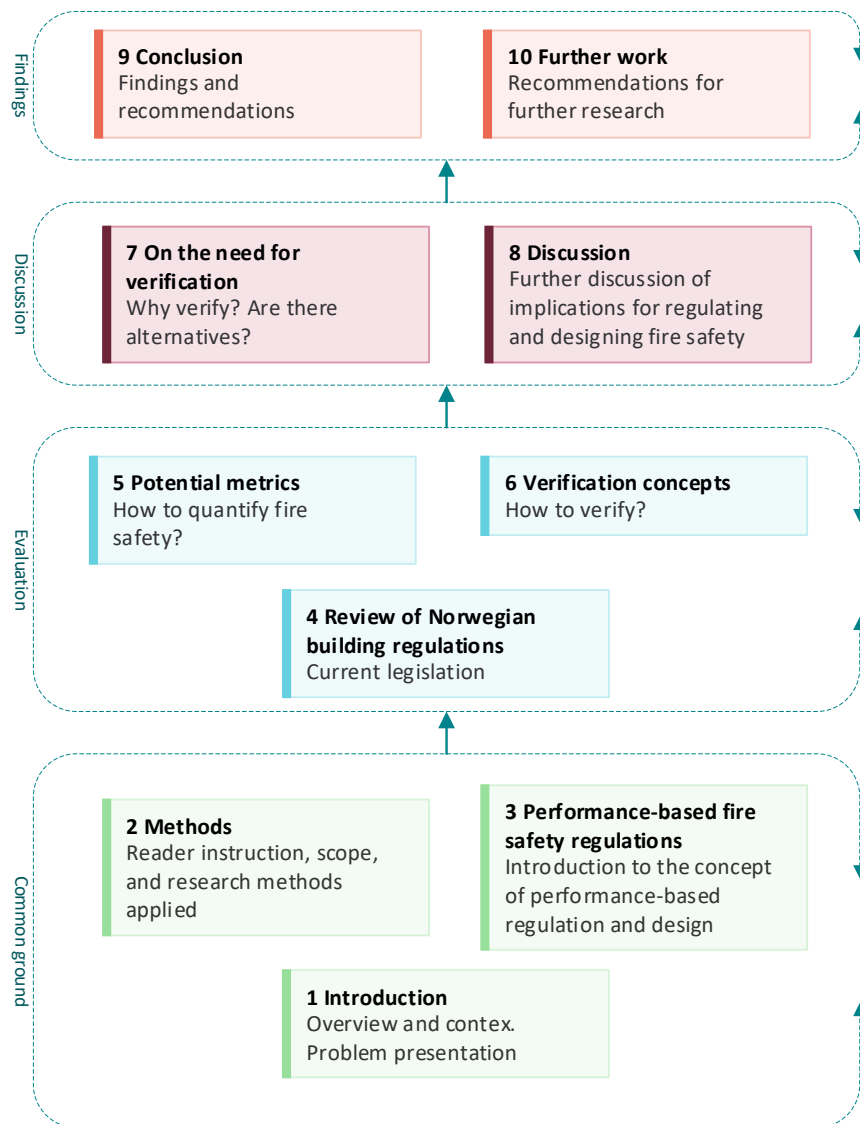 Findings
9 Conclusion
Findings and
recommendations
10 Further work
Recommendations for
further research
Discussion
7 On the need for
verification
Why verify? Are there
alternatives?
8 Discussion
Further discussion of
implications for regulating
and designing fire safety
Evaluation
5 Potential metrics
How to quantify fire
safety?
6 Verification concepts
How to verify?
4 Review of Norwegian
building regulations
Current legislation
Common ground
2 Methods
Reader instruction, scope,
and research methods
applied
3 Performance-based fire
safety regulations
Introduction to the concept
of performance-based
regulation and design
1 Introduction
Overview and contex.
Problem presentation